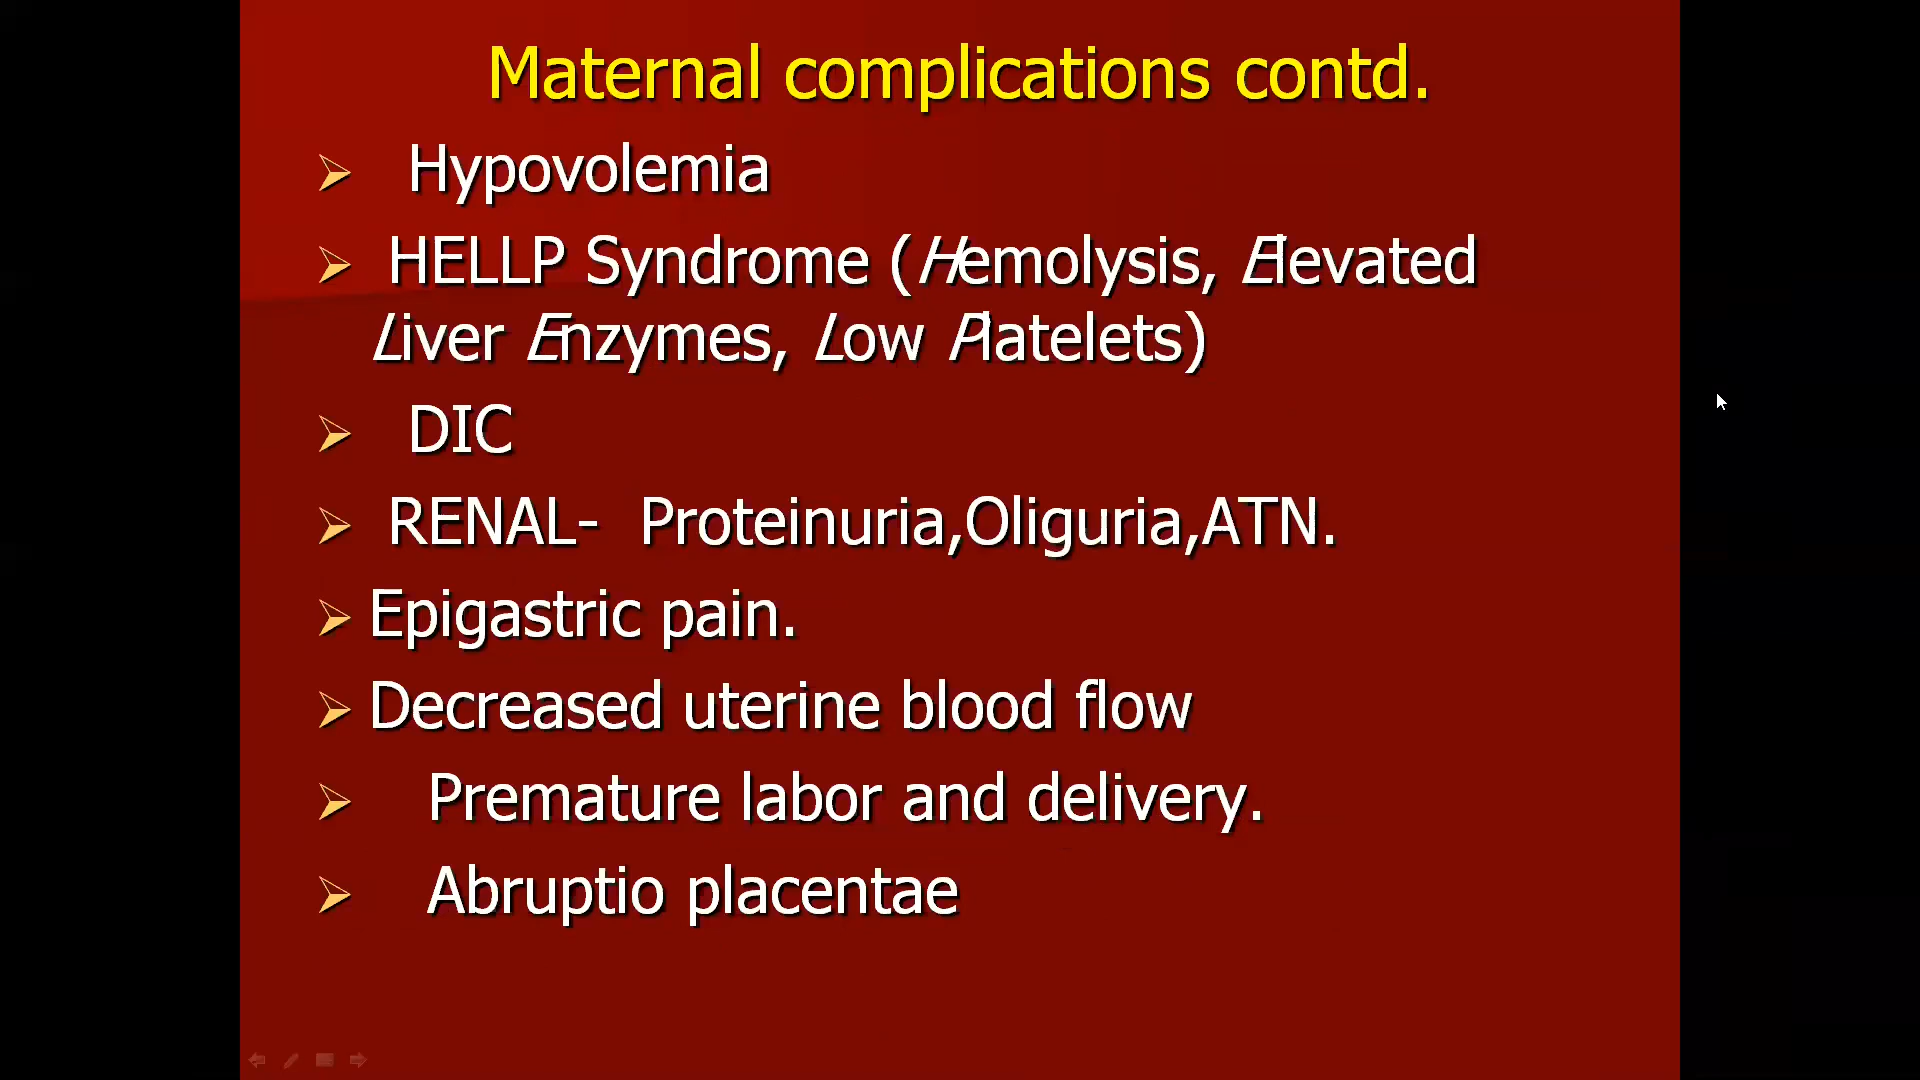 Maternal complications contd.
Hypovolemia
HELLP Syndrome (Hemolysis, Elevated
Liver Enzymes, Low Platelets)
DIC
RENAL-  Proteinuria,Oliguria,ATN.
Epigastric pain.
Decreased uterine blood flow
Premature labor and delivery.
Abruptio placentae